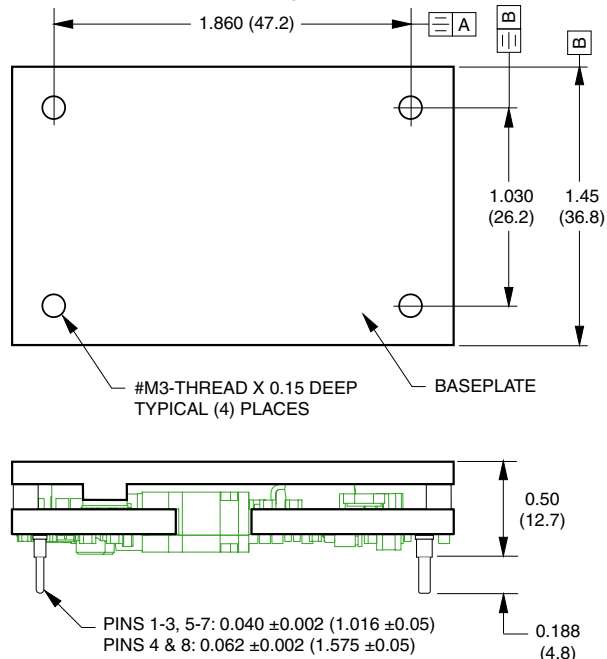 1.860 (47.2)
A
B
B
1.030
(26.2)
1.45
(36.8)
#M3-THREAD X 0.15 DEEP
TYPICAL (4) PLACES
BASEPLATE
0.50
(12.7)
PINS 1-3, 5-7: 0.040 ±0.002 (1.016 ±0.05)
PINS 4 & 8: 0.062 ±0.002 (1.575 ±0.05)
0.188
(4.8)